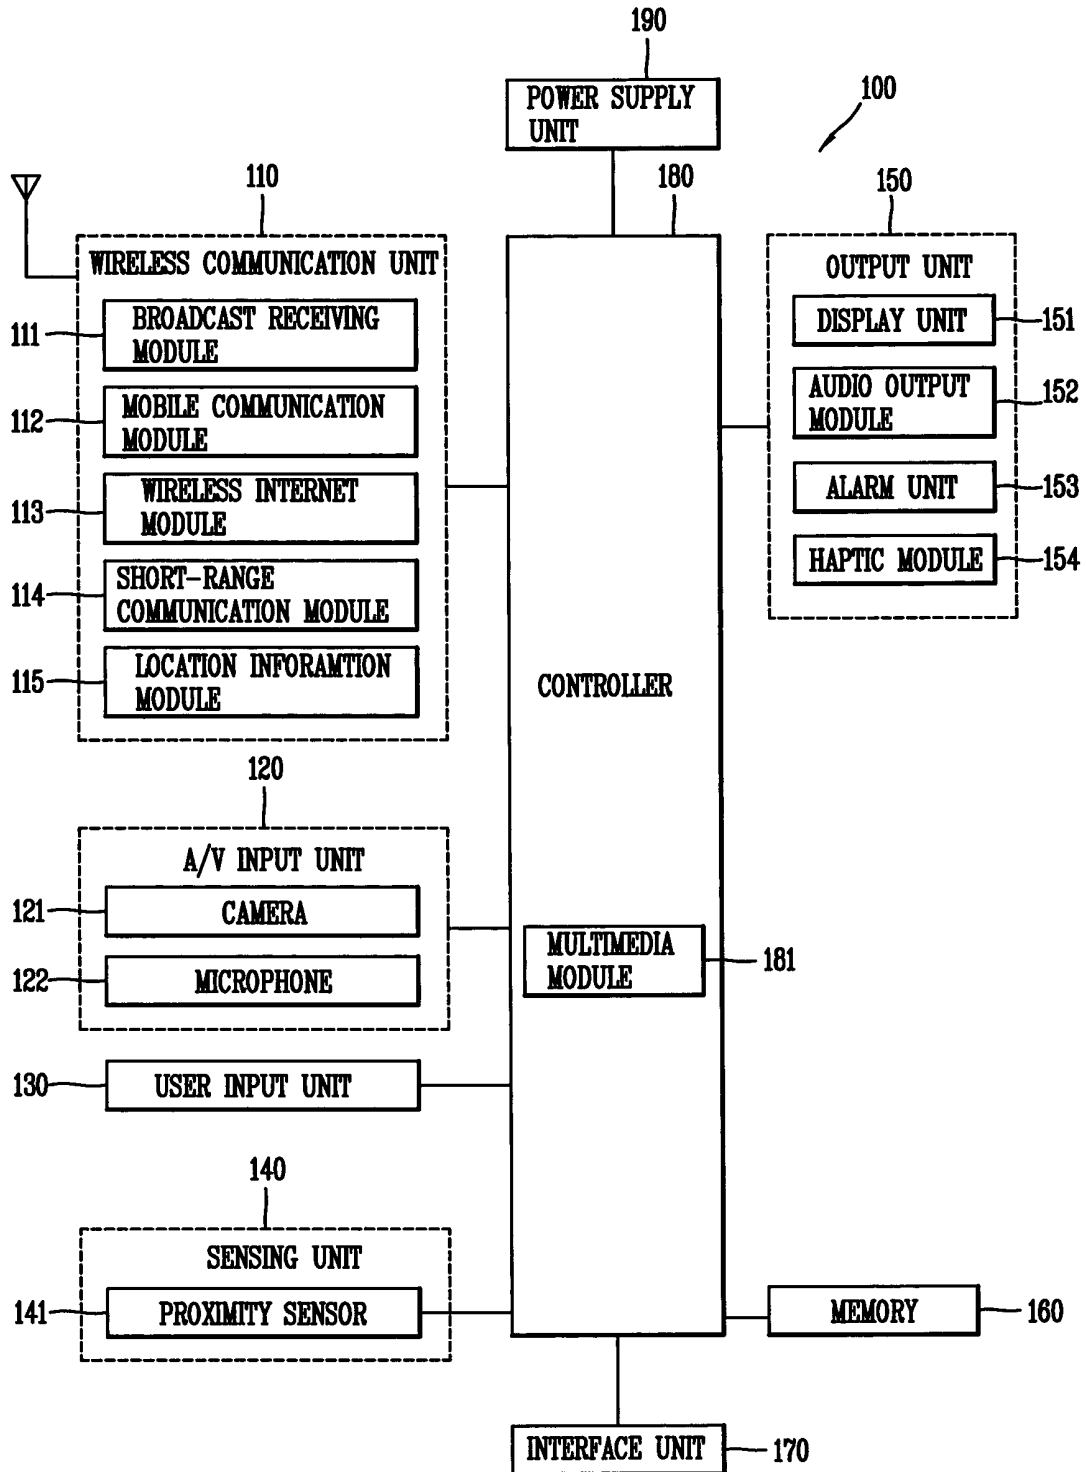 190
POWER SUPPLY
UNIT
100
110
180
150
WIRELESS COMMUNICATION UNIT
111
BROADCAST RECEIVING
MODULE
112
MOBILE COMMUNICATION
MODULE
113
WIRELESS INTERNET
MODULE
114
SHORT-RANGE
COMMUNICATION MODULE
115
LOCATION INFORAMTION
MODULE
OUTPUT UNIT
DISPLAY UNIT
151
AUDIO OUTPUT
MODULE
152
ALARM UNIT
153
HAPTIC MODULE
154
CONTROLLER
120
A/V INPUT UNIT
121
CAMERA
122
MICROPHONE
MULTIMEDIA
MODULE
181
130
USER INPUT UNIT
140
SENSING UNIT
141
PROXIMITY SENSOR
MEMORY
160
INTERFACE UNIT
170